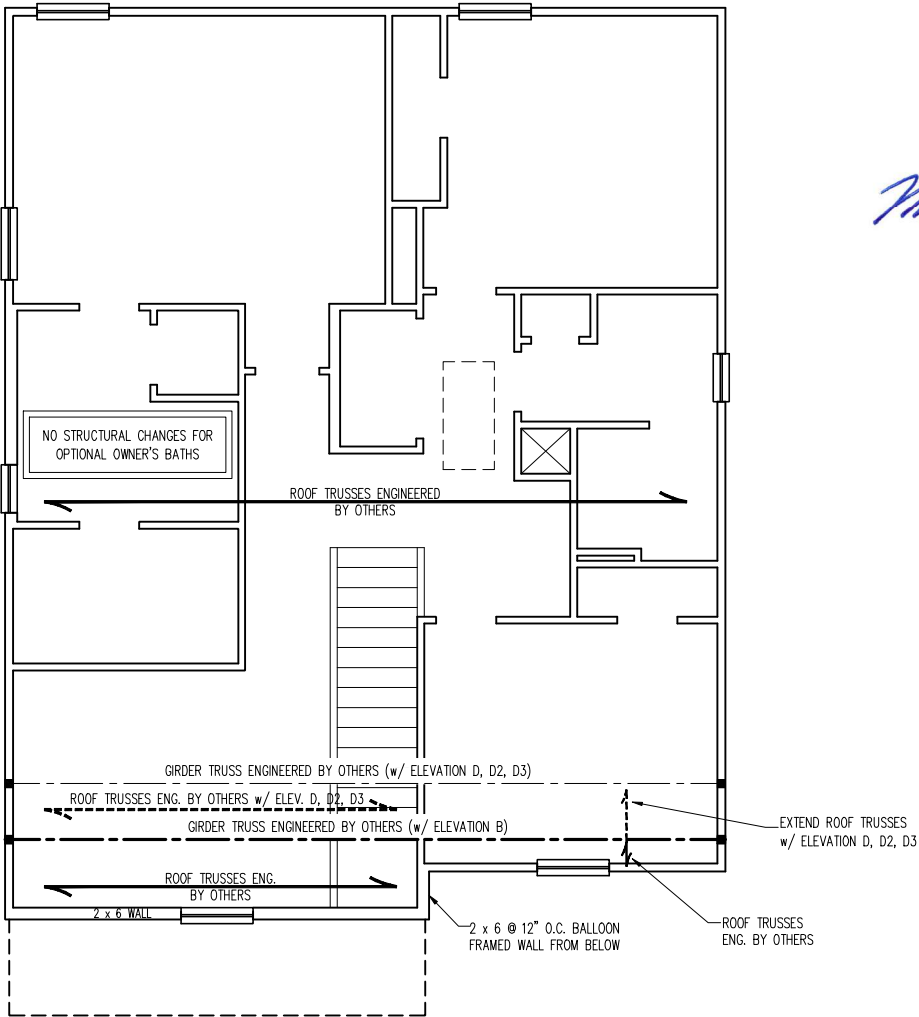 NO STRUCTURAL CHANGES FOR
OPTIONAL OWNER'S BATHS
ROOF TRUSSES ENGINEERED
BY OTHERS
GIRDER TRUSS ENGINEERED BY OTHERS (w/ ELEVATION D, D2, D3)
ROOF TRUSSES ENG. BY OTHERS w/ ELEV. D, D2, D3
GIRDER TRUSS ENGINEERED BY OTHERS (w/ ELEVATION B)
EXTEND ROOF TRUSSES
w/ ELEVATION D, D2, D3
ROOF TRUSSES ENG.
BY OTHERS
2 x 6 WALL
2 x 6 @ 12" O.C. BALLOON
FRAMED WALL FROM BELOW
ROOF TRUSSES
ENG. BY OTHERS